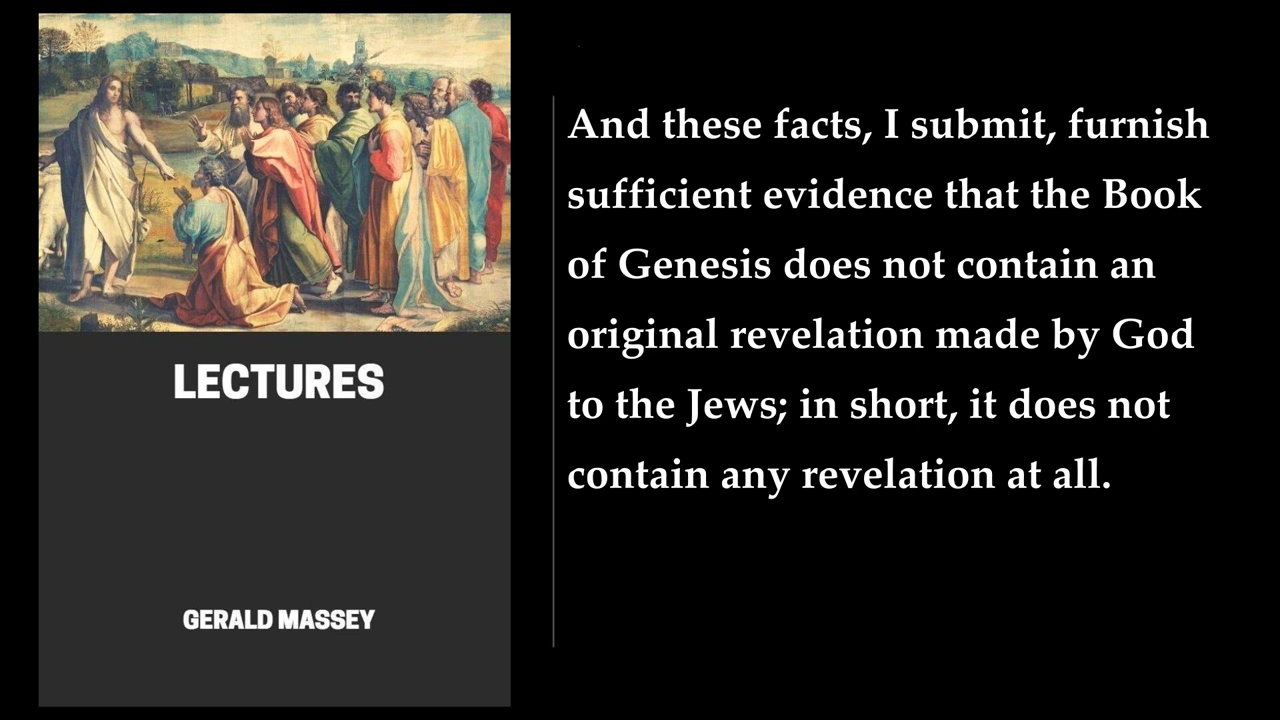 LECTURES
GERALD MASSEY
And these facts, I submit, furnish
sufficient evidence that the Book
of Genesis does not contain an
original revelation made by God
to the Jews; in short, it does not
contain any revelation at all.